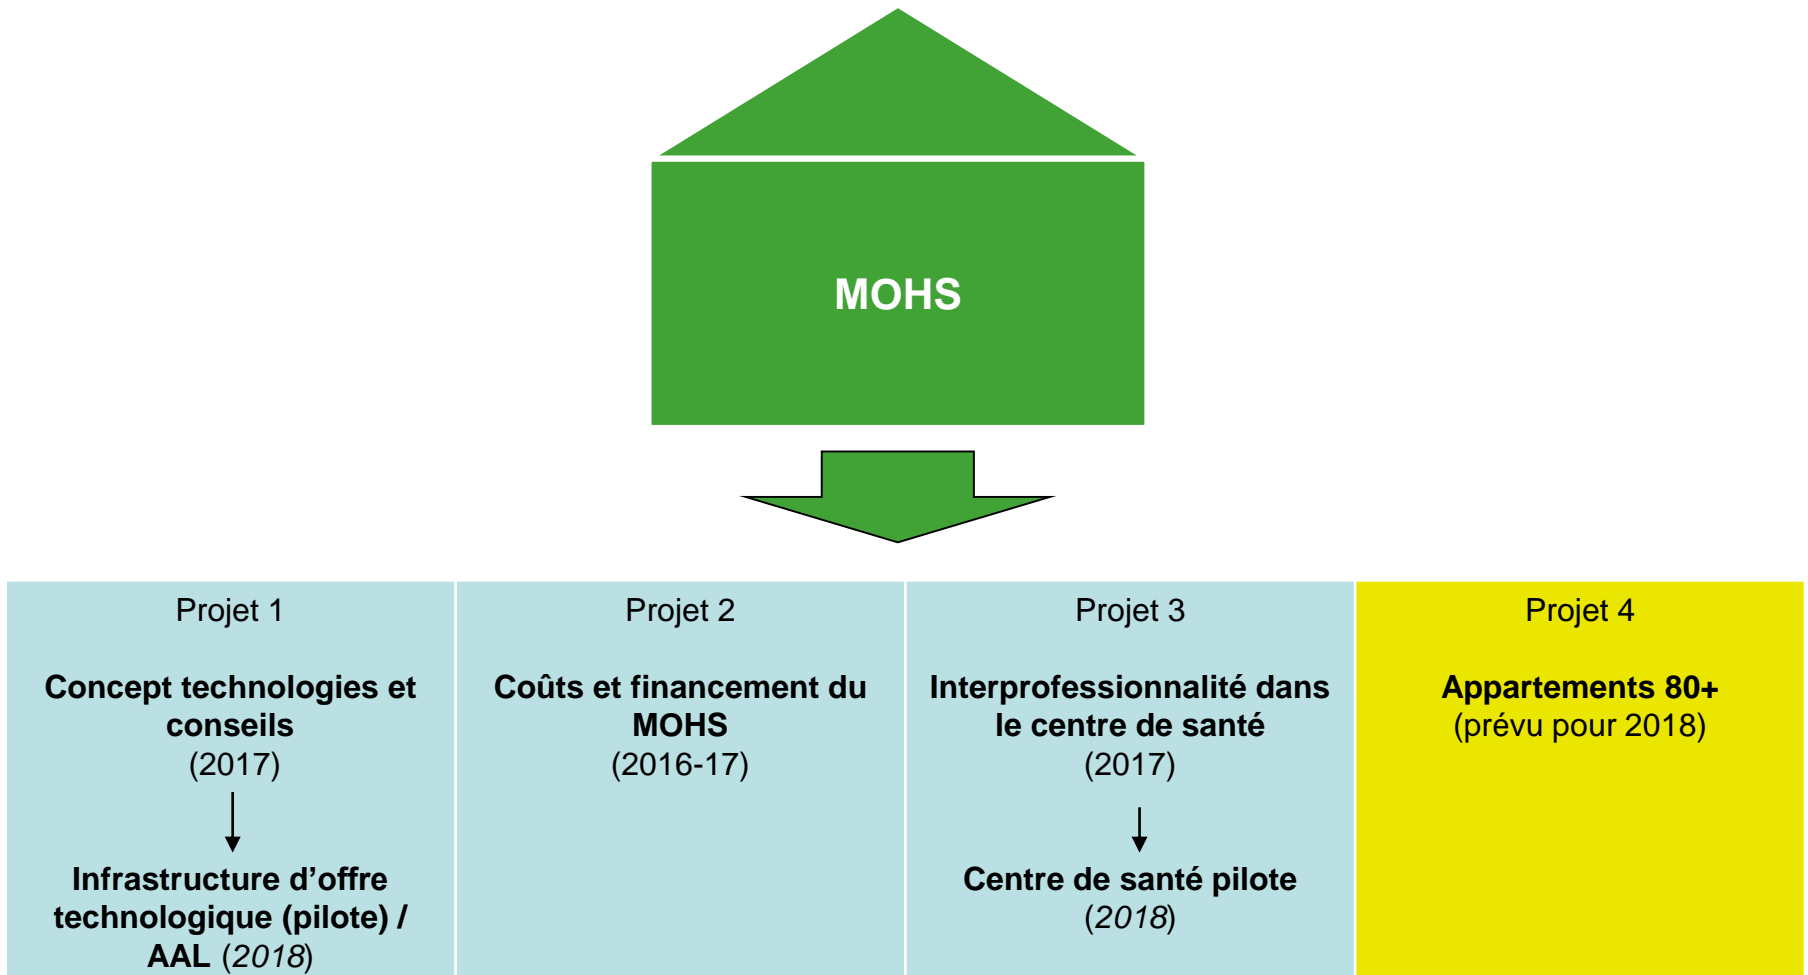 MOHS
Projet 1
Concept technologies et
conseils
(2017)
Infrastructure d’offre
technologique (pilote) /
AAL (2018)
Projet 2
Coûts et financement du
MOHS
(2016-17)
Projet 3
Interprofessionnalité dans
le centre de santé
(2017)
Centre de santé pilote
(2018)
Projet 4
Appartements 80+
(prévu pour 2018)